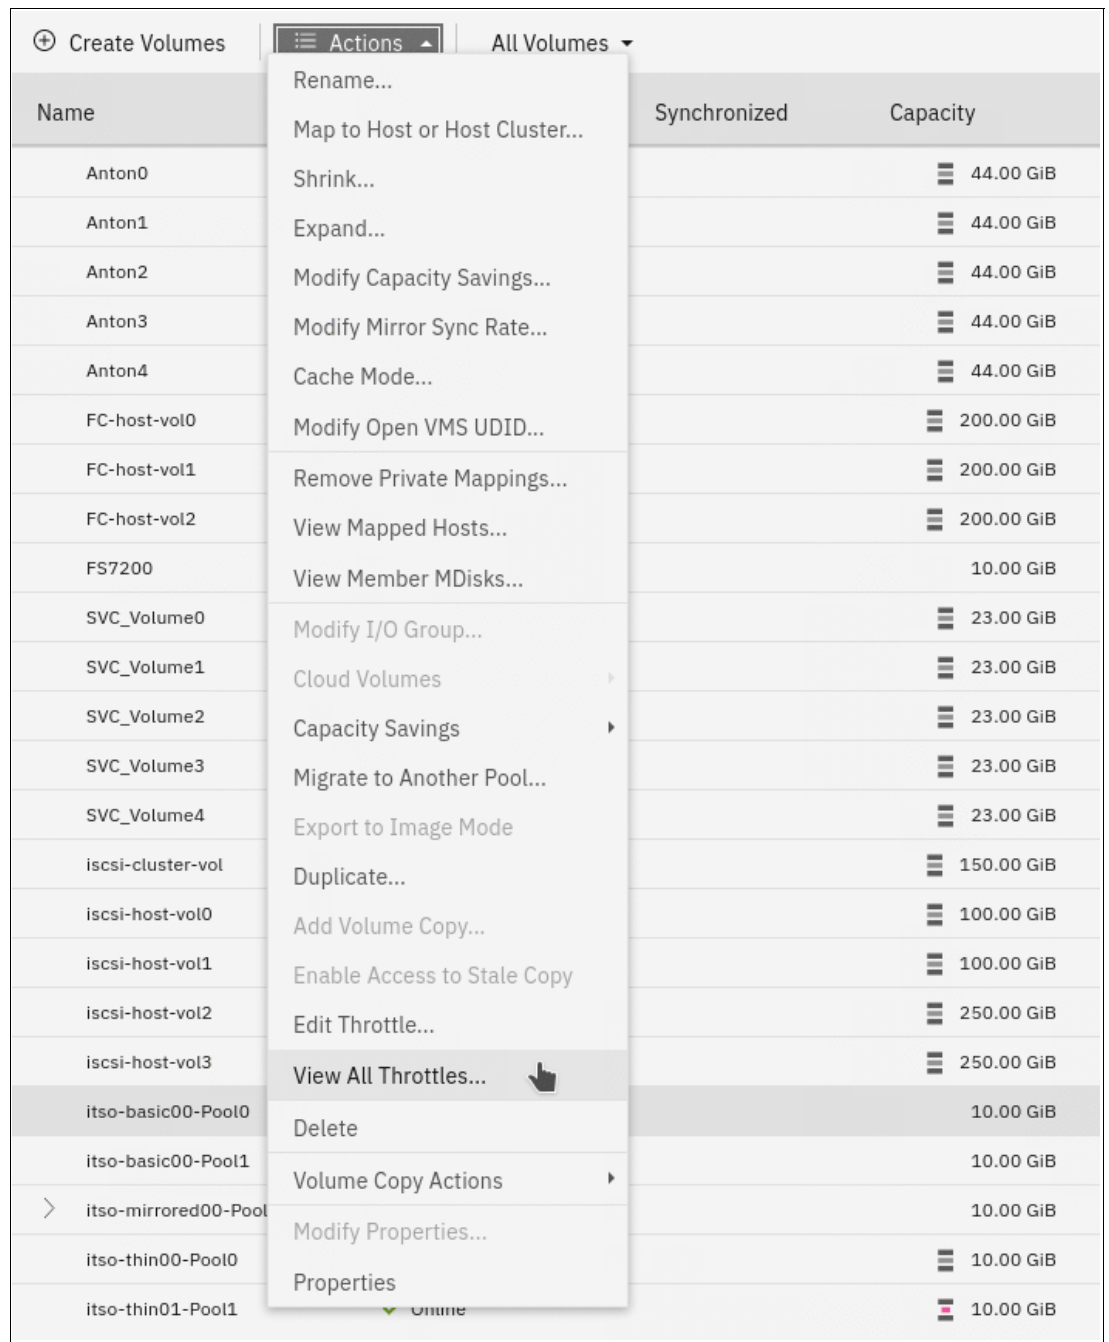 Create Volumes Actions All Volumes
Name Synchronized Capacity
Rename...
Map to Host or Host Cluster...
Shrink...
Expand...
Modify Capacity Savings...
Modify Mirror Sync Rate...
Cache Mode...
Modify Open VMS UDID...
Remove Private Mappings...
View Mapped Hosts...
View Member MDisks...
Modify I/O Group...
Cloud Volumes
Capacity Savings
Migrate to Another Pool...
Export to Image Mode
Duplicate...
Add Volume Copy...
Enable Access to Stale Copy
Edit Throttle...
View All Throttles...
Delete
Volume Copy Actions
Modify Properties...
Properties
Anton0 44.00 GiB
Anton1 44.00 GiB
Anton2 44.00 GiB
Anton3 44.00 GiB
Anton4 44.00 GiB
FC-host-vol0 200.00 GiB
FC-host-vol1 200.00 GiB
FC-host-vol2 200.00 GiB
FS7200 10.00 GiB
SVC_Volume0 23.00 GiB
SVC_Volume1 23.00 GiB
SVC_Volume2 23.00 GiB
SVC_Volume3 23.00 GiB
SVC_Volume4 23.00 GiB
iscsi-cluster-vol 150.00 GiB
iscsi-host-vol0 100.00 GiB
iscsi-host-vol1 100.00 GiB
iscsi-host-vol2 250.00 GiB
iscsi-host-vol3 250.00 GiB
itso-basic00-Pool0 10.00 GiB
itso-basic00-Pool1 10.00 GiB
itso-mirrored00-Pool 10.00 GiB
itso-thin00-Pool0 10.00 GiB
itso-thin01-Pool1 Online 10.00 GiB